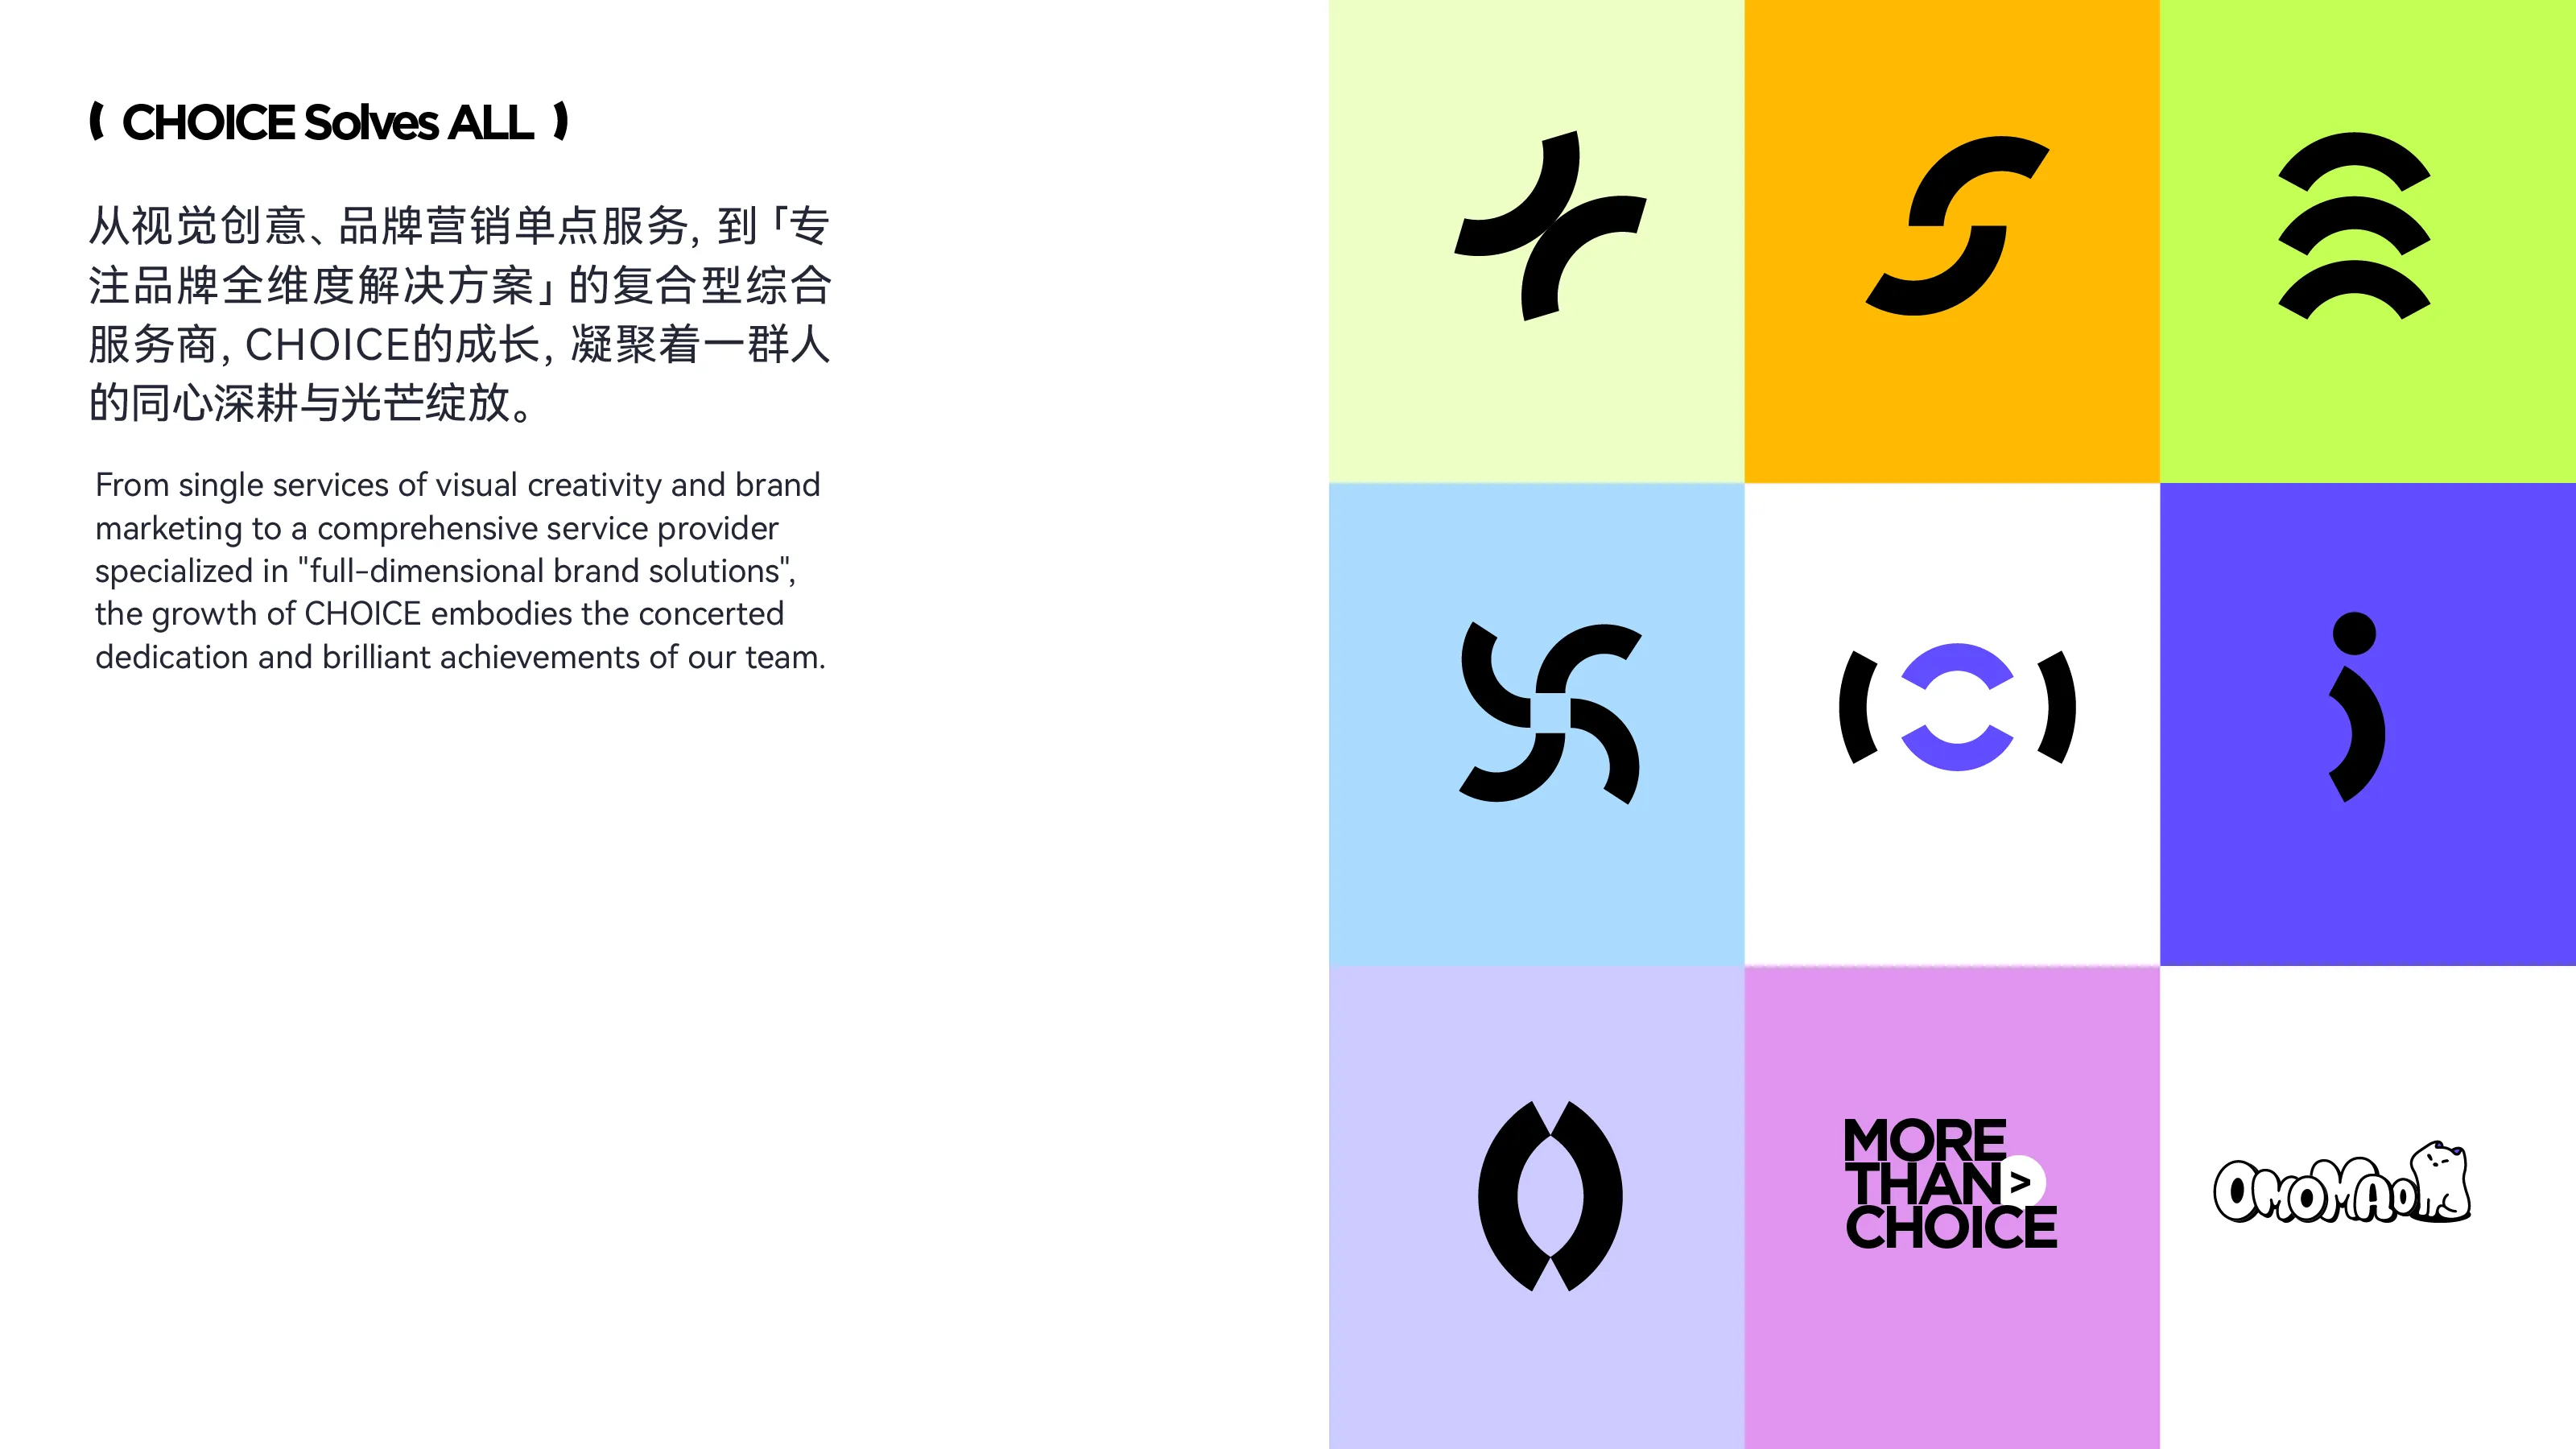 ( CHOICE Solves ALL )
从视觉创意、品牌营销单点服务, 到「专
注品牌全维度解决方案」的复合型综合
服务商, CHOICE的成长, 凝聚着一群人
的同心深耕与光芒绽放。
From single services of visual creativity and brand
marketing to a comprehensive service provider
specialized in "full-dimensional brand solutions",
the growth of CHOICE embodies the concerted
dedication and brilliant achievements of our team.
MORE
THAN >
CHOICE
OMOMAO